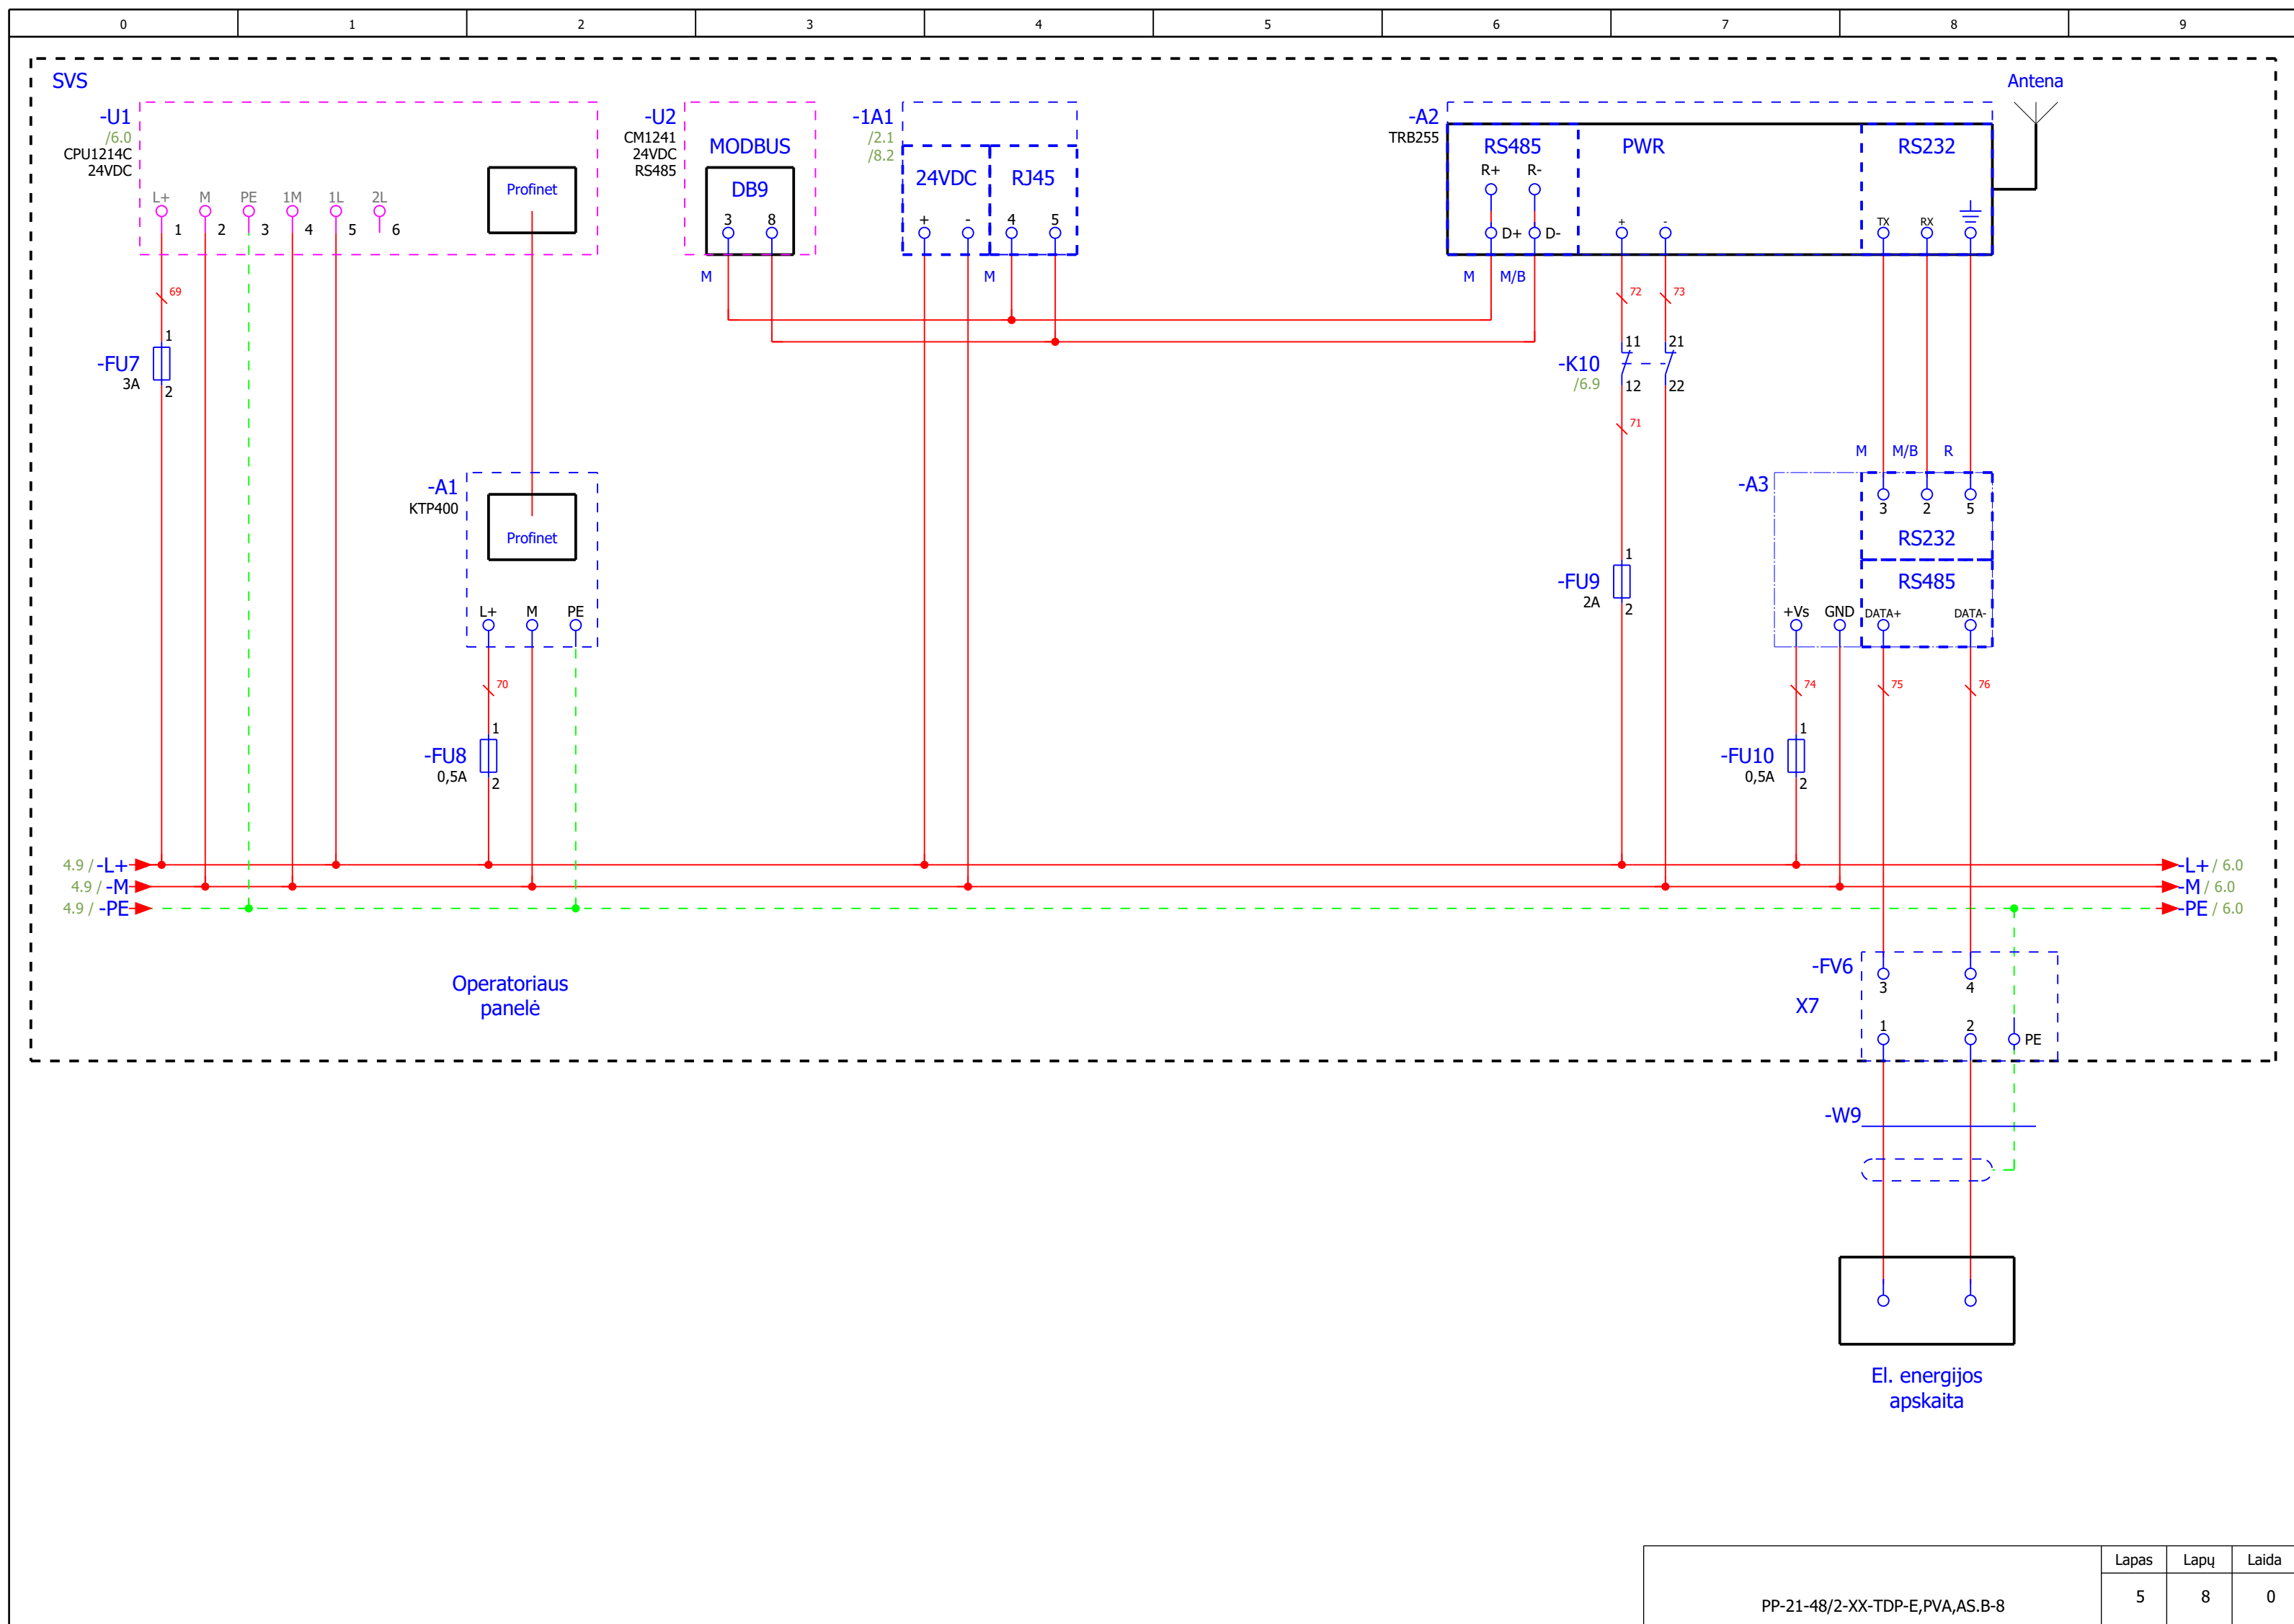 0 1 2 3 4 5 6 7 8 9
SVS
Antena
-U1
/6.0
CPU1214C
24VDC
L+ M PE 1M 1L 2L
1 2 3 4 5 6
Profinet
-U2
CM1241
24VDC
RS485
MODBUS
DB9
3 8
M
-1A1
/2.1
/8.2
24VDC RJ45
+ - 4 5
M
-A2
TRB255
RS485 PWR RS232
R+ R-
D+ D-
+ -
TX RX
M M/B
69
-FU7
3A
1
2
72 73
-K10
/6.9
11 21
12 22
71
-A1
KTP400
Profinet
L+ M PE
70
-FU8
0,5A
1
2
-FU9
2A
1
2
M M/B R
-A3
3 2 5
RS232
RS485
+Vs GND DATA+ DATA-
74 75 76
-FU10
0,5A
1
2
4.9 / -L+
4.9 / -M
4.9 / -PE
-L+ / 6.0
-M / 6.0
-PE / 6.0
Operatoriaus
panelė
-FV6
X7
3 4
1 2 PE
-W9
El. energijos
apskaita
Lapas Lapų Laida
5 8 0
PP-21-48/2-XX-TDP-E,PVA,AS.B-8